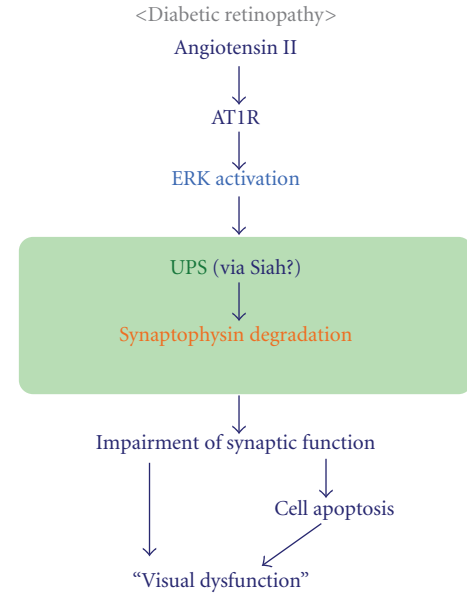 <Diabetic retinopathy>
Angiotensin II
AT1R
ERK activation
UPS (via Siah?)
Synaptophysin degradation
Impairment of synaptic function
Cell apoptosis
“Visual dysfunction”